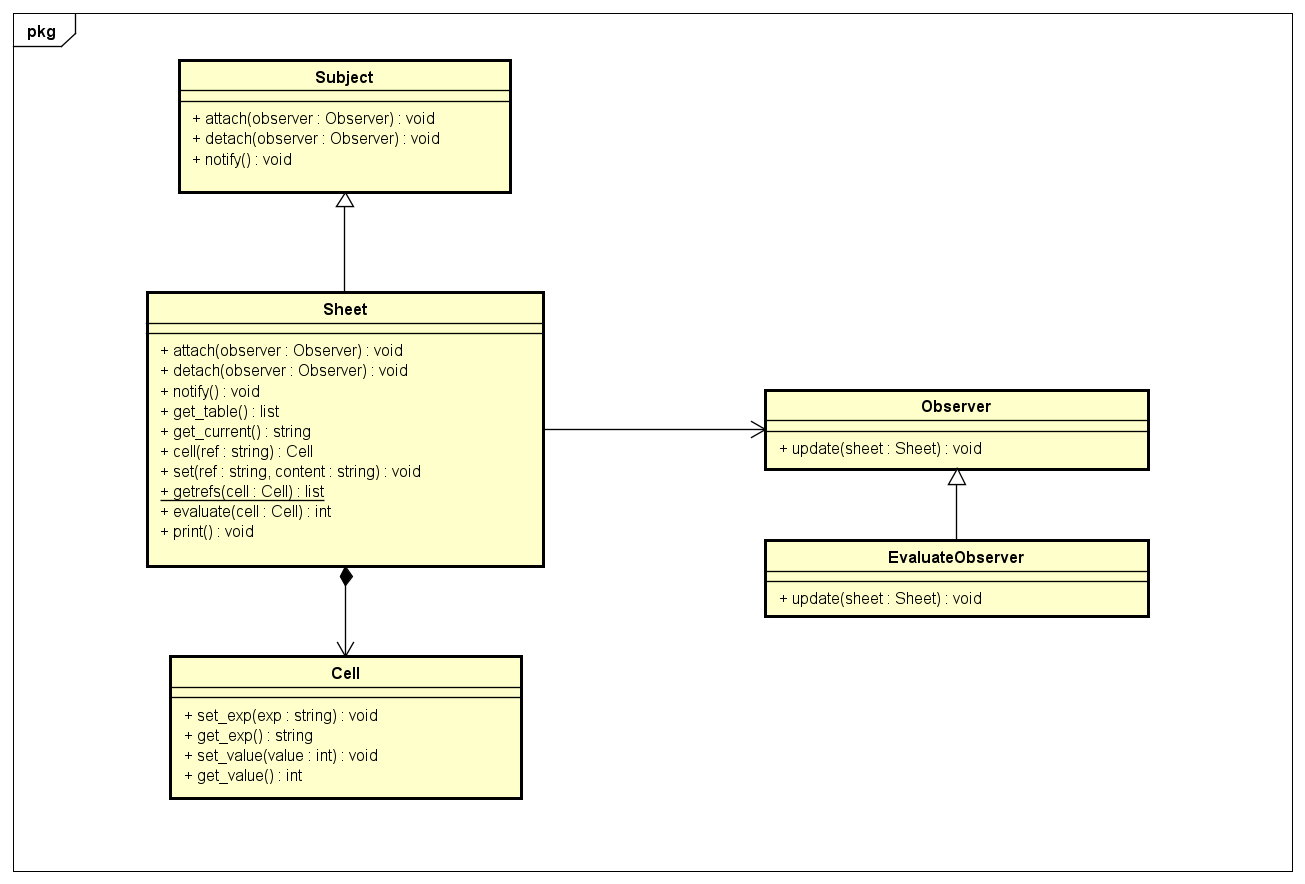 pkg
Subject
+ attach(observer : Observer) : void
+ detach(observer : Observer) : void
+ notify() : void
Sheet
+ attach(observer : Observer) : void
+ detach(observer : Observer) : void
+ notify() : void
+ get_table() : list
+ get_current() : string
+ cell(ref : string) : Cell
+ set(ref : string, content : string) : void
+ getrefs(cell : Cell) : list
+ evaluate(cell : Cell) : int
+ print() : void
Observer
+ update(sheet : Sheet) : void
EvaluateObserver
+ update(sheet : Sheet) : void
Cell
+ set_exp(exp : string) : void
+ get_exp() : string
+ set_value(value : int) : void
+ get_value() : int